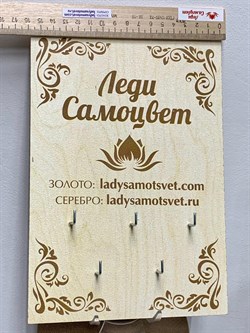 Леди
Самоцвет
ЗОЛОТО: ladysamotsvet.com
СЕРЕБРО: ladysamotsvet.ru